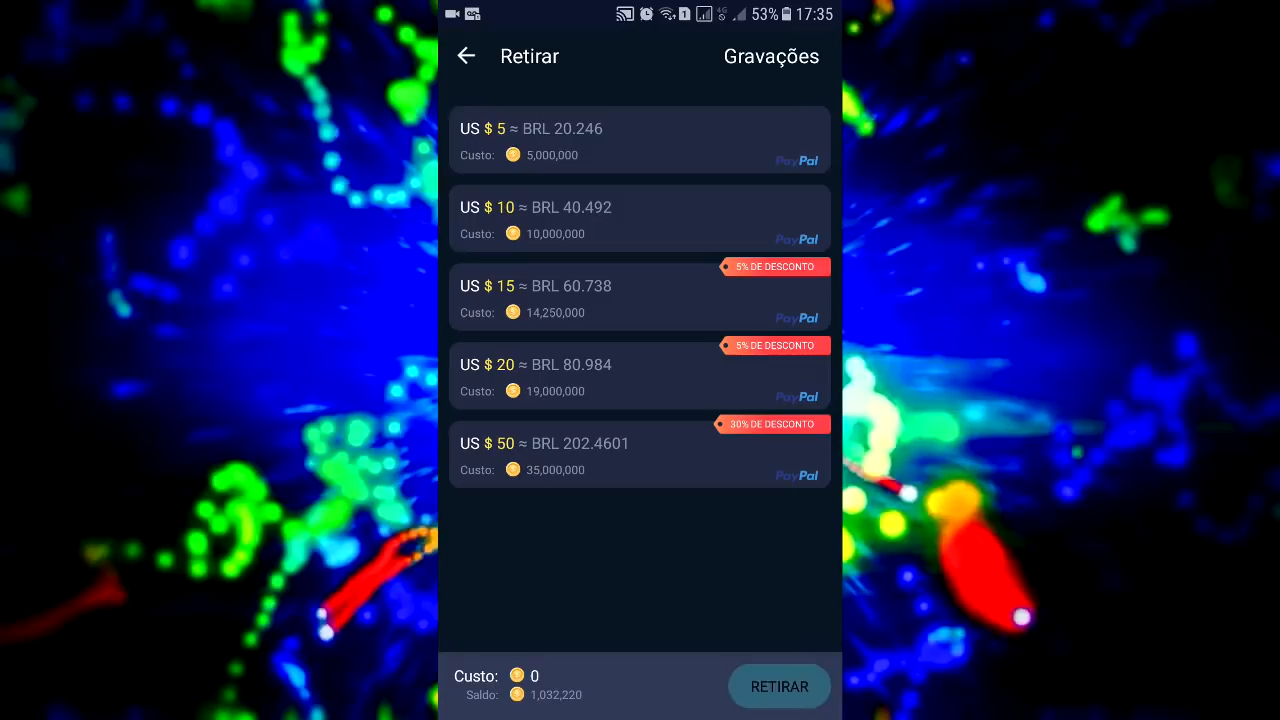 4G 53% 17:35
Retirar Gravações
US $ 5 ≈ BRL 20.246
Custo: 5,000,000
PayPal
US $ 10 ≈ BRL 40.492
Custo: 10,000,000
PayPal
5% DE DESCONTO
US $ 15 ≈ BRL 60.738
Custo: 14,250,000
PayPal
5% DE DESCONTO
US $ 20 ≈ BRL 80.984
Custo: 19,000,000
PayPal
30% DE DESCONTO
US $ 50 ≈ BRL 202.4601
Custo: 35,000,000
PayPal
Custo: 0
Saldo: 1,032,220
RETIRAR